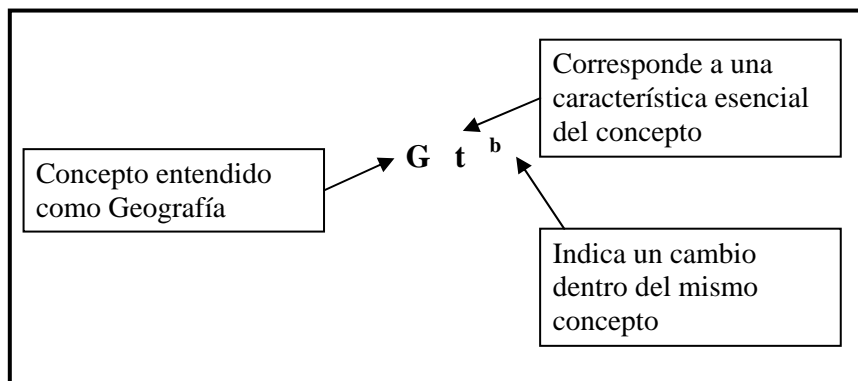 Corresponde a una
característica esencial
del concepto
G t b
Concepto entendido
como Geografía
Indica un cambio
dentro del mismo
concepto